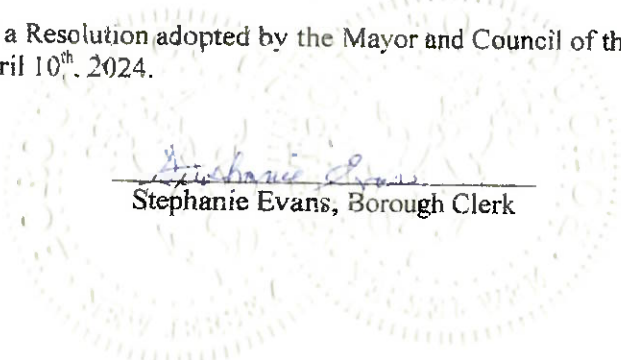 a Resolution adopted by the Mayor and Council of th
ril 10th, 2024.
Stephanie Evans
Stephanie Evans, Borough Clerk